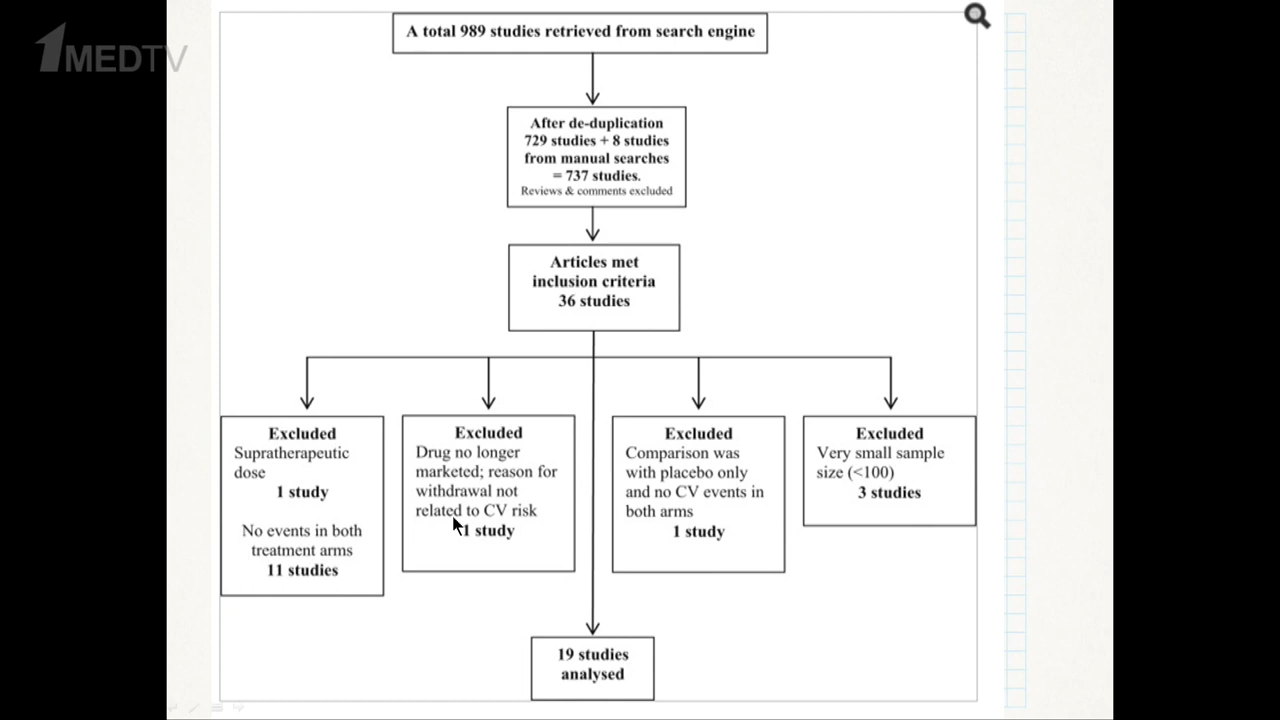 1MEDTV
A total 989 studies retrieved from search engine
After de-duplication
729 studies + 8 studies
from manual searches
= 737 studies.
Reviews & comments excluded
Articles met
inclusion criteria
36 studies
Excluded
Supratherapeutic
dose
1 study
No events in both
treatment arms
11 studies
Excluded
Drug no longer
marketed; reason for
withdrawal not
related to CV risk
1 study
Excluded
Comparison was
with placebo only
and no CV events in
both arms
1 study
Excluded
Very small sample
size (<100)
3 studies
19 studies
analysed